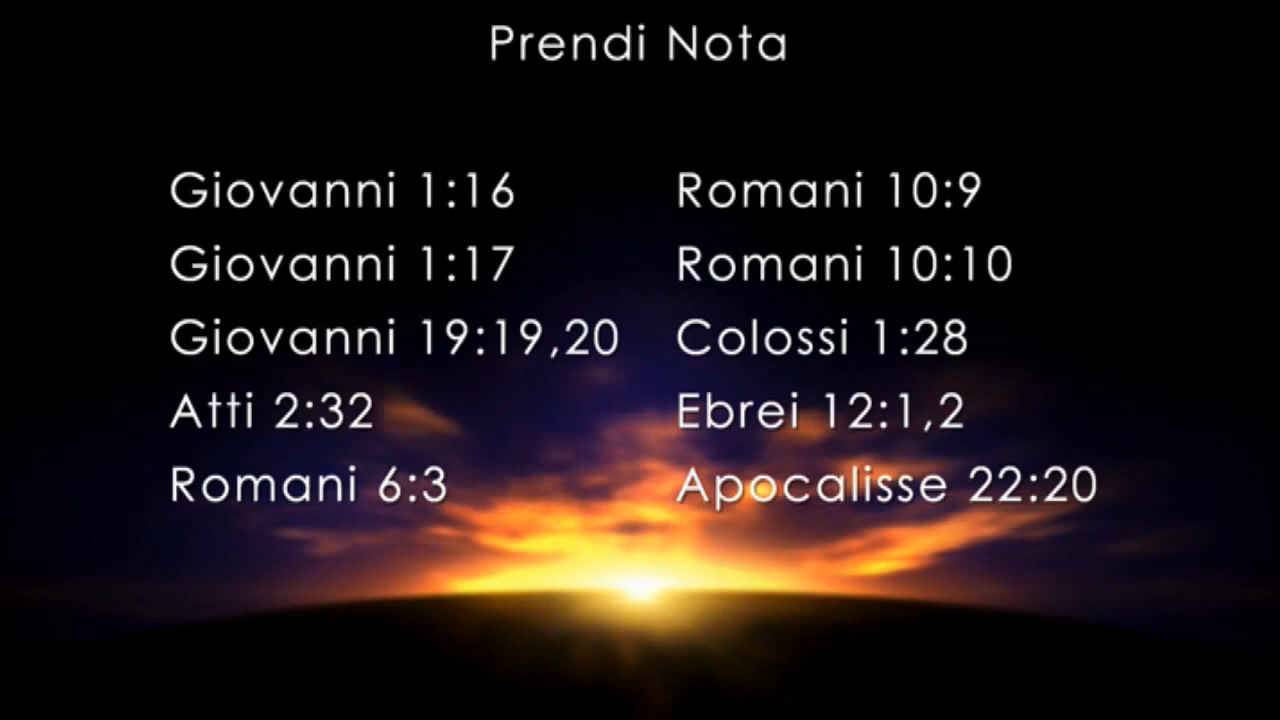 Prendi Nota
Giovanni 1:16
Giovanni 1:17
Giovanni 19:19,20
Atti 2:32
Romani 6:3
Romani 10:9
Romani 10:10
Colossi 1:28
Ebrei 12:1,2
Apocalisse 22:20